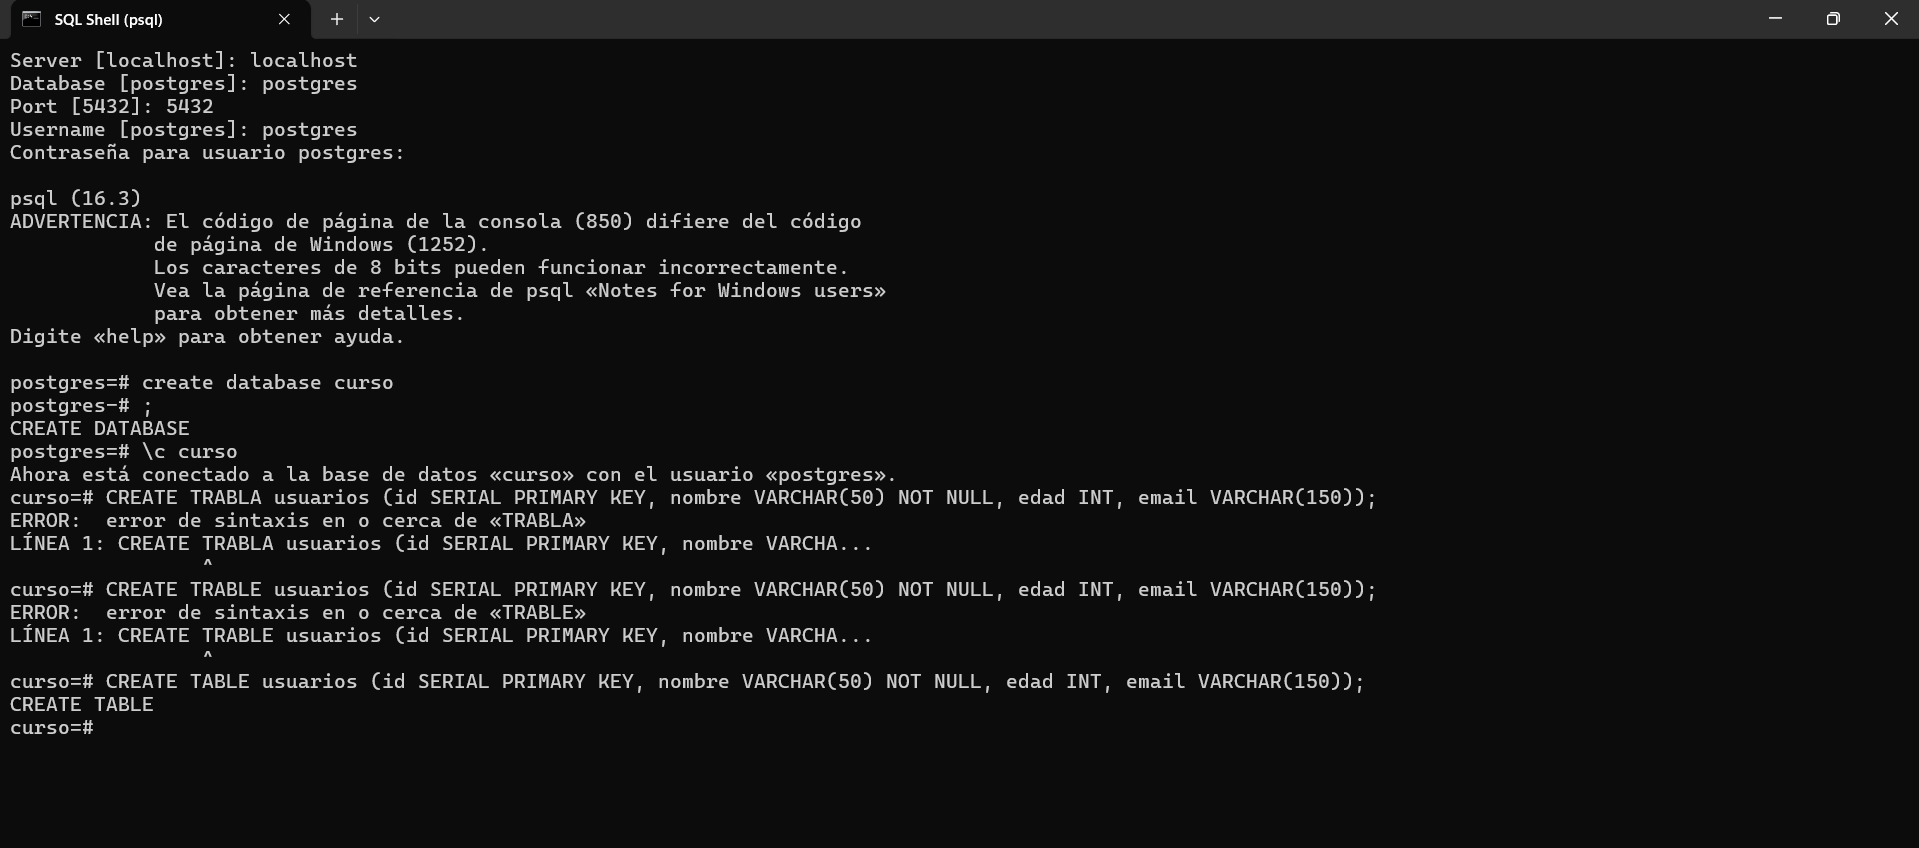 SQL Shell (psql)
Server [localhost]: localhost
Database [postgres]: postgres
Port [5432]: 5432
Username [postgres]: postgres
Contraseña para usuario postgres:
psql (16.3)
ADVERTENCIA: El código de página de la consola (850) difiere del código
            de página de Windows (1252).
            Los caracteres de 8 bits pueden funcionar incorrectamente.
            Vea la página de referencia de psql «Notes for Windows users»
            para obtener más detalles.
Digite «help» para obtener ayuda.
postgres=# create database curso
postgres-# ;
CREATE DATABASE
postgres=# \c curso
Ahora está conectado a la base de datos «curso» con el usuario «postgres».
curso=# CREATE TRABLA usuarios (id SERIAL PRIMARY KEY, nombre VARCHAR(50) NOT NULL, edad INT, email VARCHAR(150));
ERROR:  error de sintaxis en o cerca de «TRABLA»
LÍNEA 1: CREATE TRABLA usuarios (id SERIAL PRIMARY KEY, nombre VARCHA...
                ^
curso=# CREATE TRABLE usuarios (id SERIAL PRIMARY KEY, nombre VARCHAR(50) NOT NULL, edad INT, email VARCHAR(150));
ERROR:  error de sintaxis en o cerca de «TRABLE»
LÍNEA 1: CREATE TRABLE usuarios (id SERIAL PRIMARY KEY, nombre VARCHA...
                ^
curso=# CREATE TABLE usuarios (id SERIAL PRIMARY KEY, nombre VARCHAR(50) NOT NULL, edad INT, email VARCHAR(150));
CREATE TABLE
curso=#